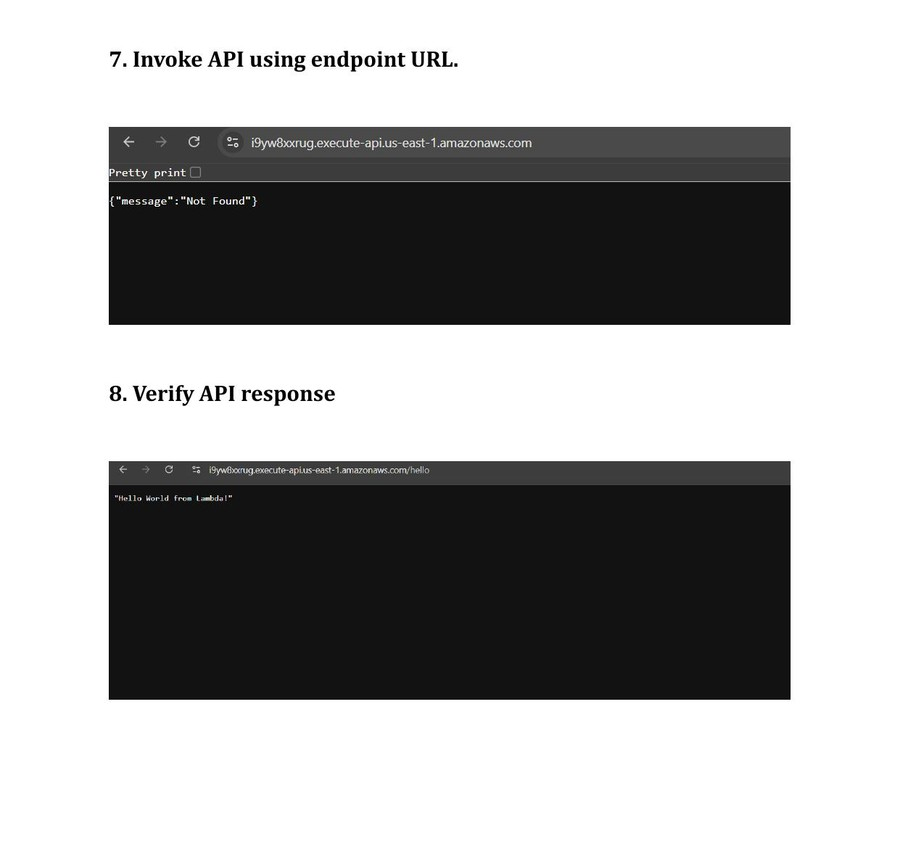 7. Invoke API using endpoint URL.
i9yw8xxrug.execute-api.us-east-1.amazonaws.com
Pretty print
{"message":"Not Found"}
8. Verify API response
i9yw8xxrug.execute-api.us-east-1.amazonaws.com/hello
"Hello World from Lambda!"